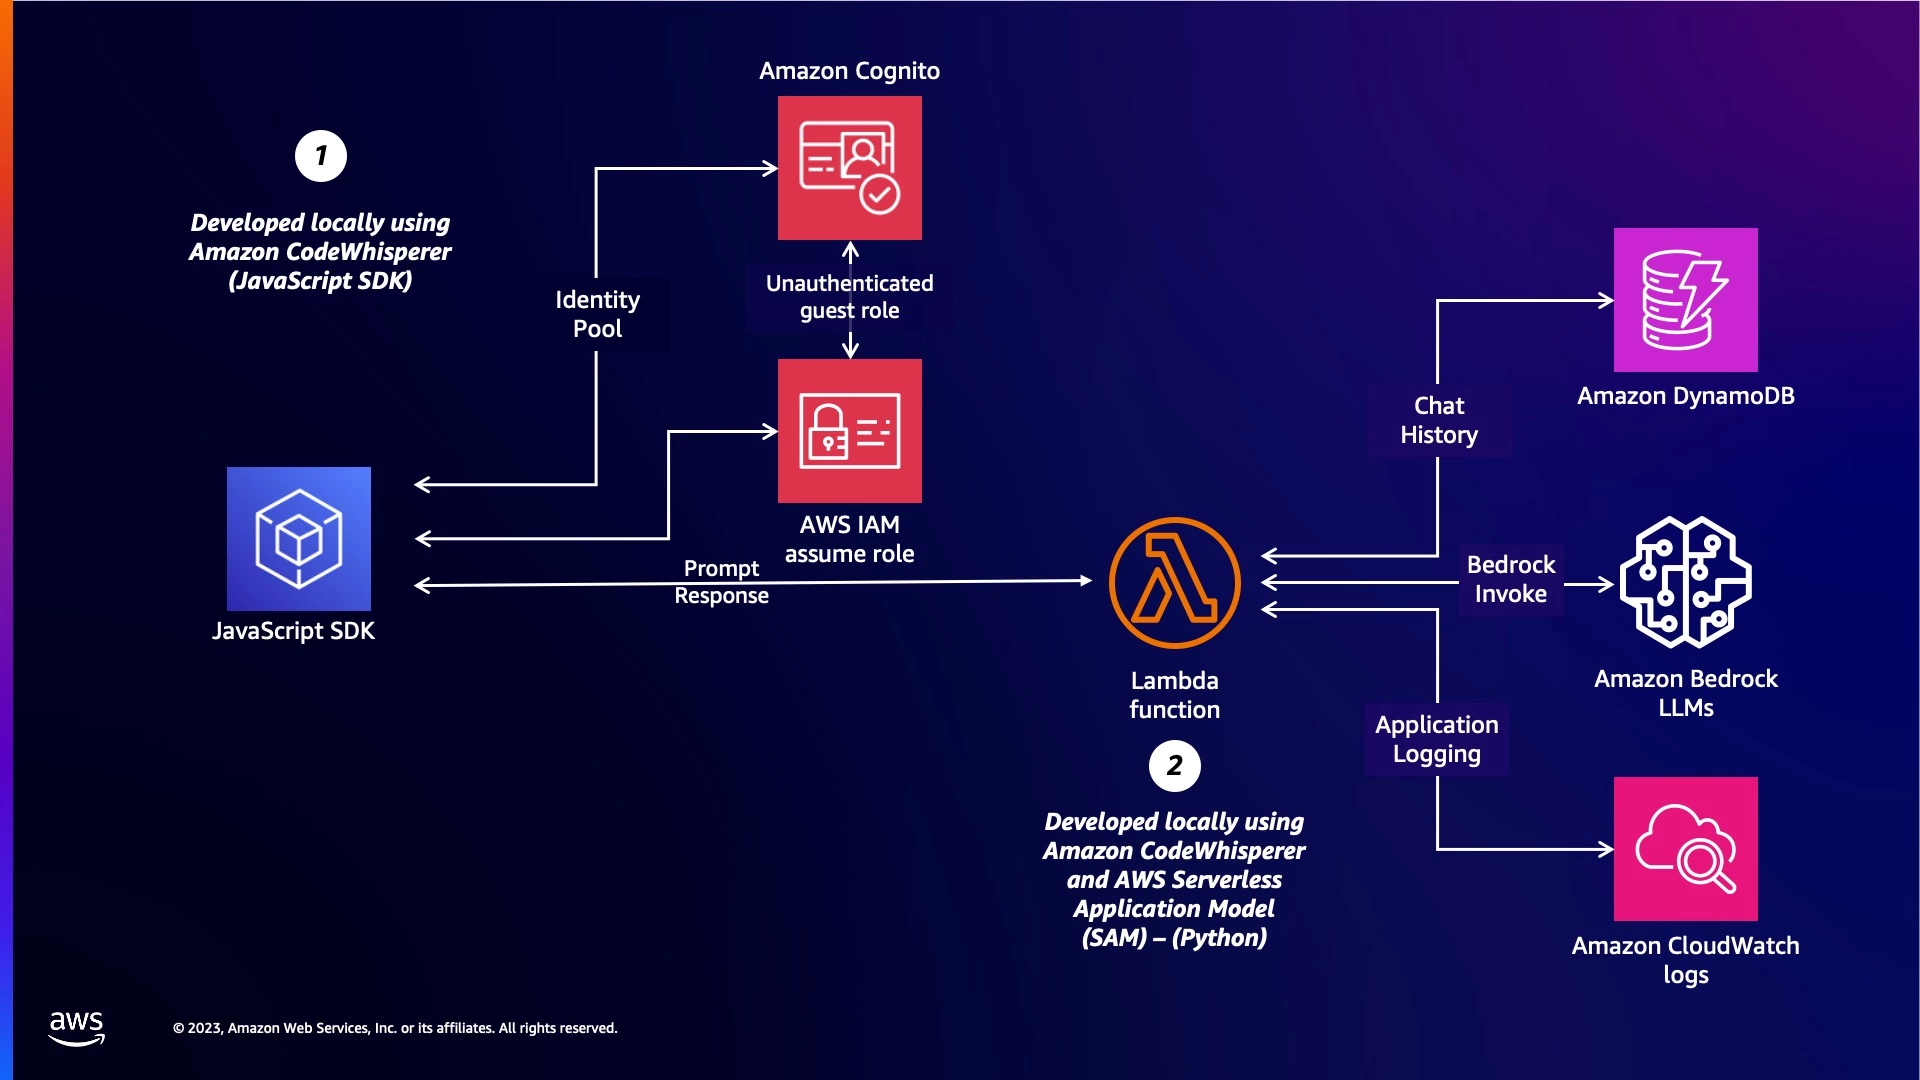 Amazon Cognito
1
Developed locally using
Amazon CodeWhisperer
(JavaScript SDK)
Identity
Pool
Unauthenticated
guest role
AWS IAM
assume role
JavaScript SDK
Prompt
Response
Lambda
function
2
Developed locally using
Amazon CodeWhisperer
and AWS Serverless
Application Model
(SAM) – (Python)
Chat
History
Amazon DynamoDB
Bedrock
Invoke
Amazon Bedrock
LLMs
Application
Logging
Amazon CloudWatch
logs
aws
© 2023, Amazon Web Services, Inc. or its affiliates. All rights reserved.